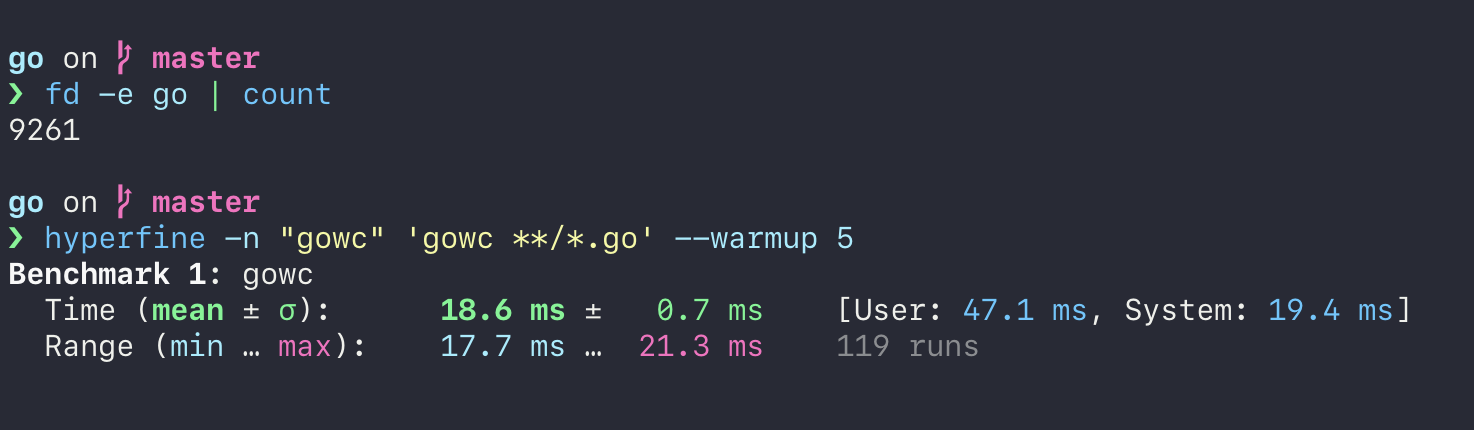 go on master
❯ fd -e go | count
9261
go on master
❯ hyperfine -n "gowc" 'gowc **/*.go' --warmup 5
Benchmark 1: gowc
Time (mean ± σ): 18.6 ms ± 0.7 ms [User: 47.1 ms, System: 19.4 ms]
Range (min … max): 17.7 ms … 21.3 ms 119 runs